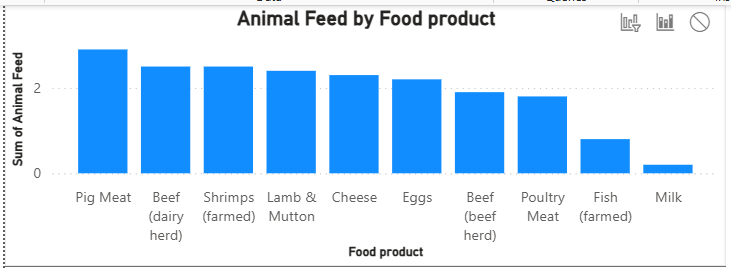 Animal Feed by Food product
Sum of Animal Feed
2
0
Pig Meat
Beef
(dairy
herd)
Shrimps
(farmed)
Lamb &
Mutton
Cheese
Eggs
Beef
(beef
herd)
Poultry
Meat
Fish
(farmed)
Milk
Food product